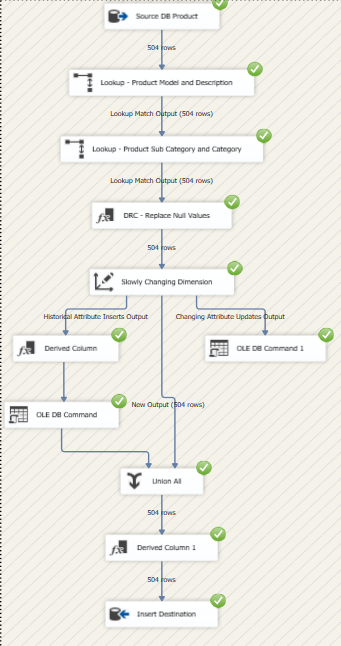 Source DB Product
504 rows
Lookup - Product Model and Description
Lookup Match Output (504 rows)
Lookup - Product Sub Category and Category
Lookup Match Output (504 rows)
DRC - Replace Null Values
504 rows
Slowly Changing Dimension
Historical Attribute Inserts Output
Changing Attribute Updates Output
Derived Column
OLE DB Command 1
OLE DB Command
New Output (504 rows)
Union All
504 rows
Derived Column 1
504 rows
Insert Destination